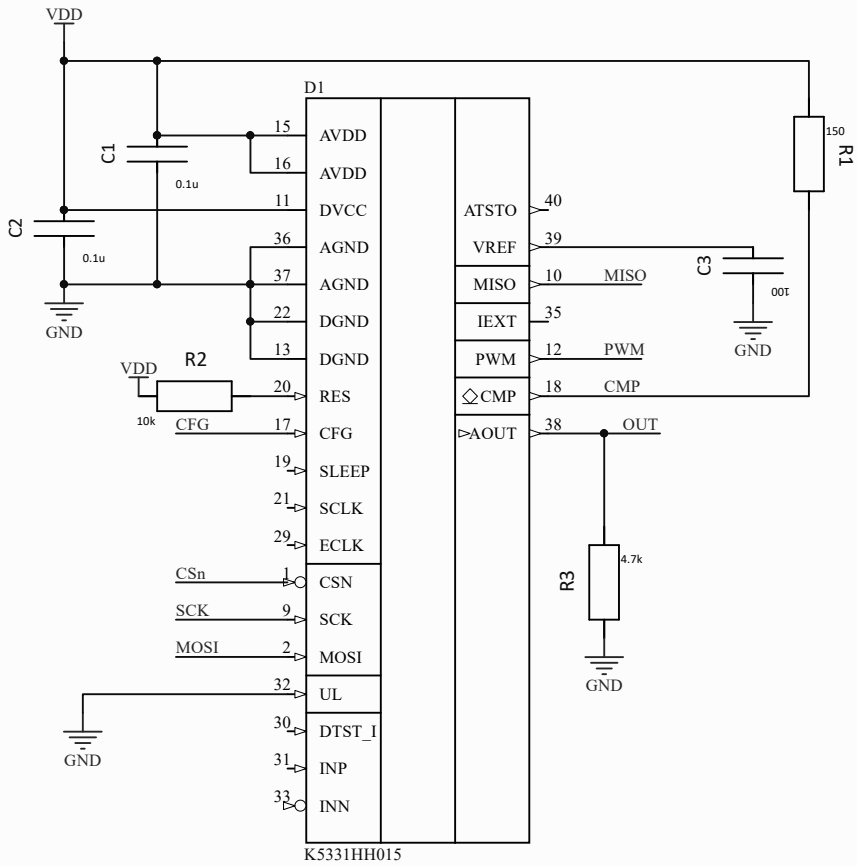 VDD
D1
15 AVDD
C1
0.1u
16 AVDD
150
R1
11 DVCC
ATSTO 40
C2
0.1u
36 AGND
VREF 39
C3
100
37 AGND
MISO 10 MISO
GND
22 DGND
IEXT 35
GND
13 DGND
PWM 12 PWM
VDD
R2
10k
20 RES
CMP 18 CMP
CFG 17 CFG
AOUT 38 OUT
19 SLEEP
21 SCLK
29 ECLK
R3
4.7k
CSn 1 CSN
SCK 9 SCK
MOSI 2 MOSI
GND
32 UL
GND
30 DTST_I
31 INP
33 INN
K5331HH015